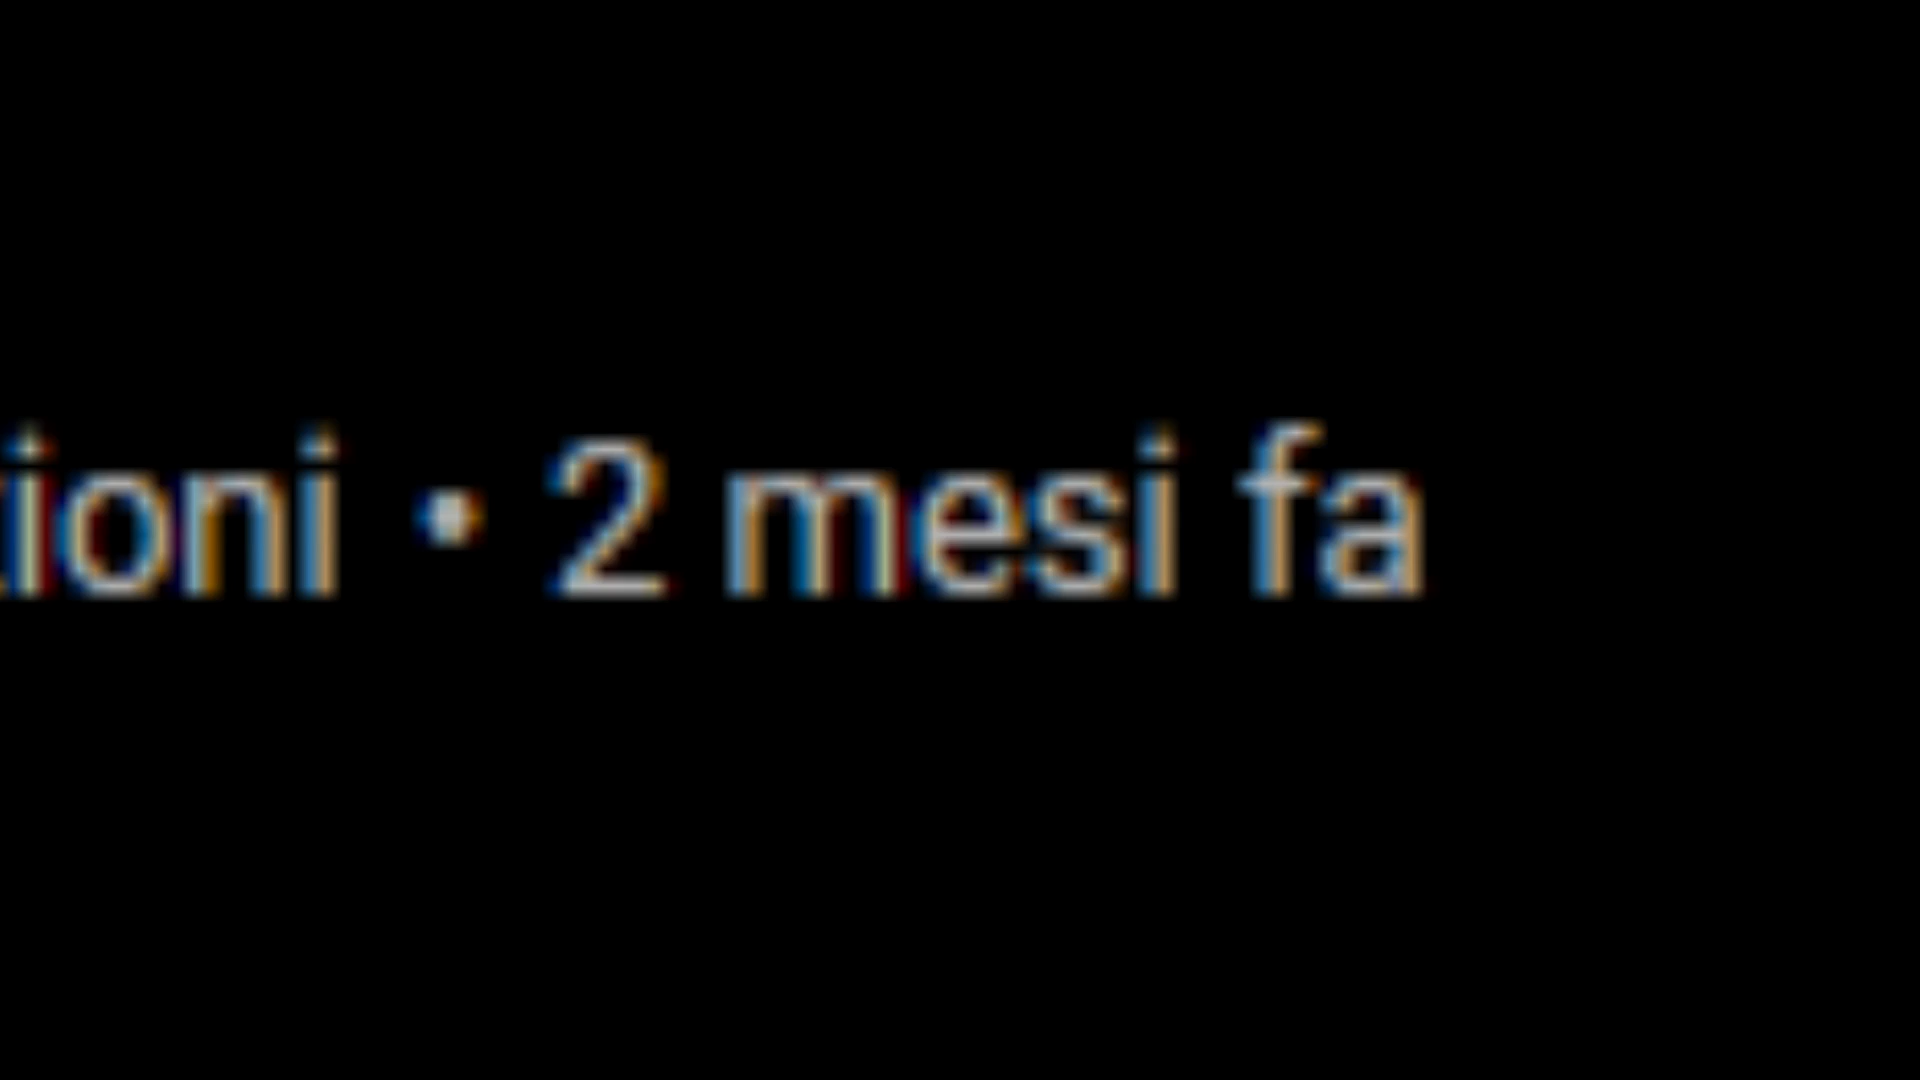 ioni • 2 mesi fa